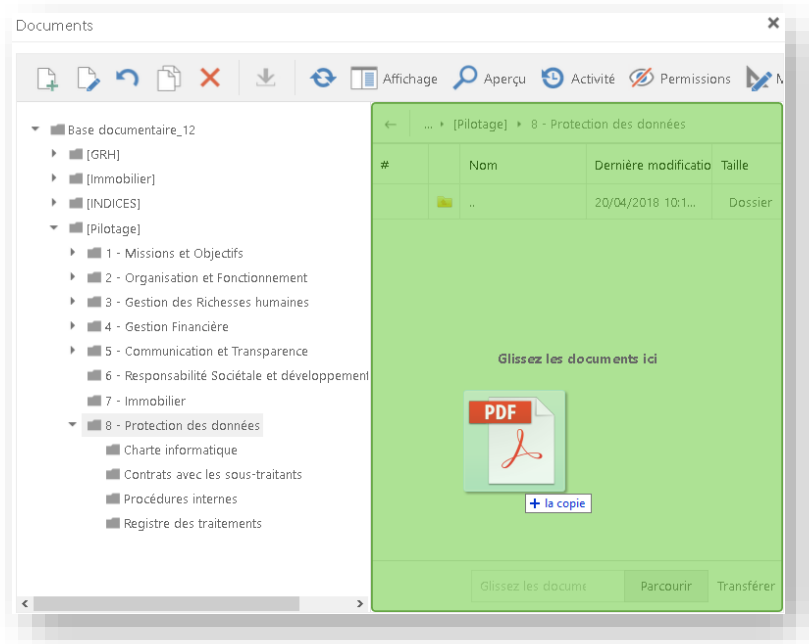 Documents
Affichage Aperçu Activité Permissions M
Base documentaire_12
[GRH]
[Immobilier]
[INDICES]
[Pilotage]
1 - Missions et Objectifs
2 - Organisation et Fonctionnement
3 - Gestion des Richesses humaines
4 - Gestion Financière
5 - Communication et Transparence
6 - Responsabilité Sociétale et développement
7 - Immobilier
8 - Protection des données
Charte informatique
Contrats avec les sous-traitants
Procédures internes
Registre des traitements
... [Pilotage] 8 - Protection des données
# Nom Dernière modificatio Taille
.. 20/04/2018 10:1... Dossier
Glissez les documents ici
PDF
+ la copie
Glissez les docume Parcourir Transférer